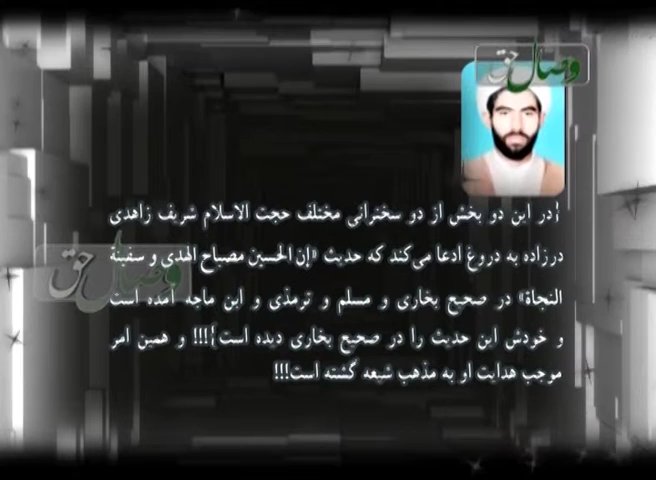 وصال حق
{در این دو بخش از دو سخنرانی مختلف حجت الاسلام شریف زاهدی
درزاده به دروغ ادعا می‌کند که حدیث «إن الحسین مصباح الهدی و سفینة
النجاة» در صحیح بخاری و مسلم و ترمذی و ابن ماجه آمده است
و خودش این حدیث را در صحیح بخاری دیده است}!!! و همین امر
موجب هدایت او به مذهب شیعه گشته است!!!
وصال حق